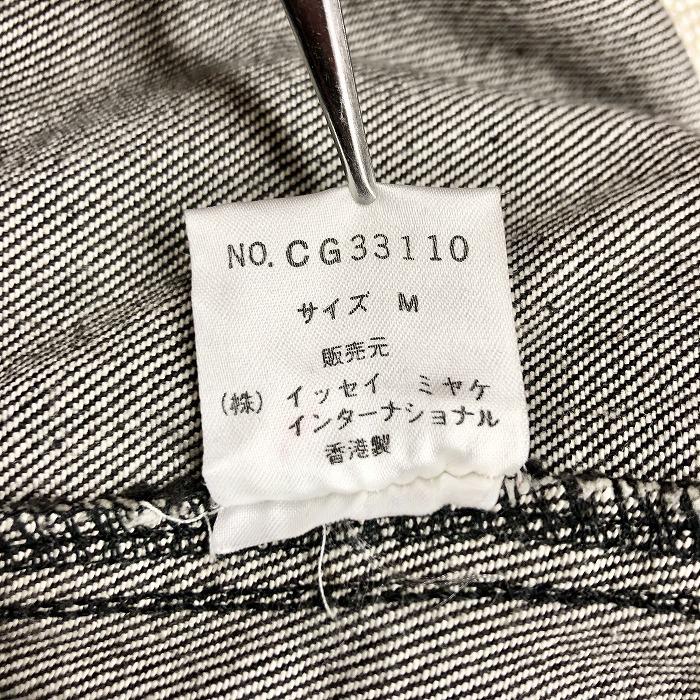 NO. CG33110
サイズ M
販売元
(株) イッセイ ミヤケ
インターナショナル
香港製